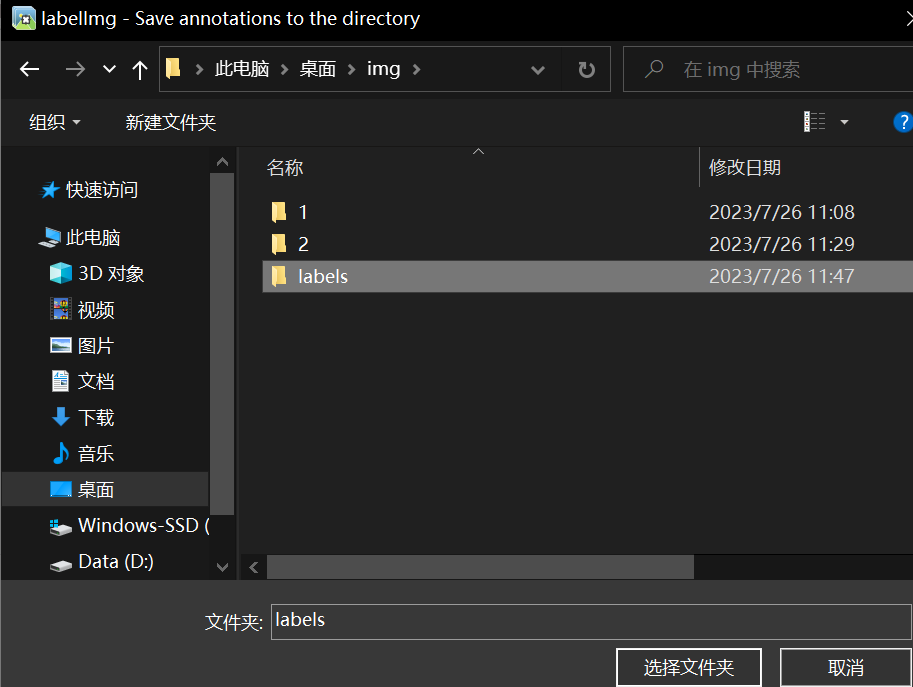 labelImg - Save annotations to the directory
此电脑 桌面 img
在 img 中搜索
组织 新建文件夹
名称 修改日期
快速访问
此电脑
3D 对象
视频
图片
文档
下载
音乐
桌面
Windows-SSD (
Data (D:)
1 2023/7/26 11:08
2 2023/7/26 11:29
labels 2023/7/26 11:47
文件夹: labels
选择文件夹 取消